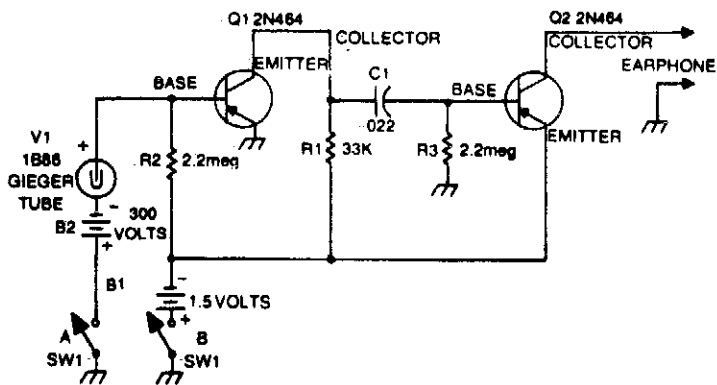 Q1 2N464
Q2 2N464
COLLECTOR
COLLECTOR
EMITTER
EARPHONE
BASE
C1
BASE
.022
EMITTER
V1
1B86
GIEGER
TUBE
+
R2
2.2meg
R1
33K
R3
2.2meg
-
B2
300
VOLTS
+
B1
-
1.5 VOLTS
+
A
SW1
B
SW1